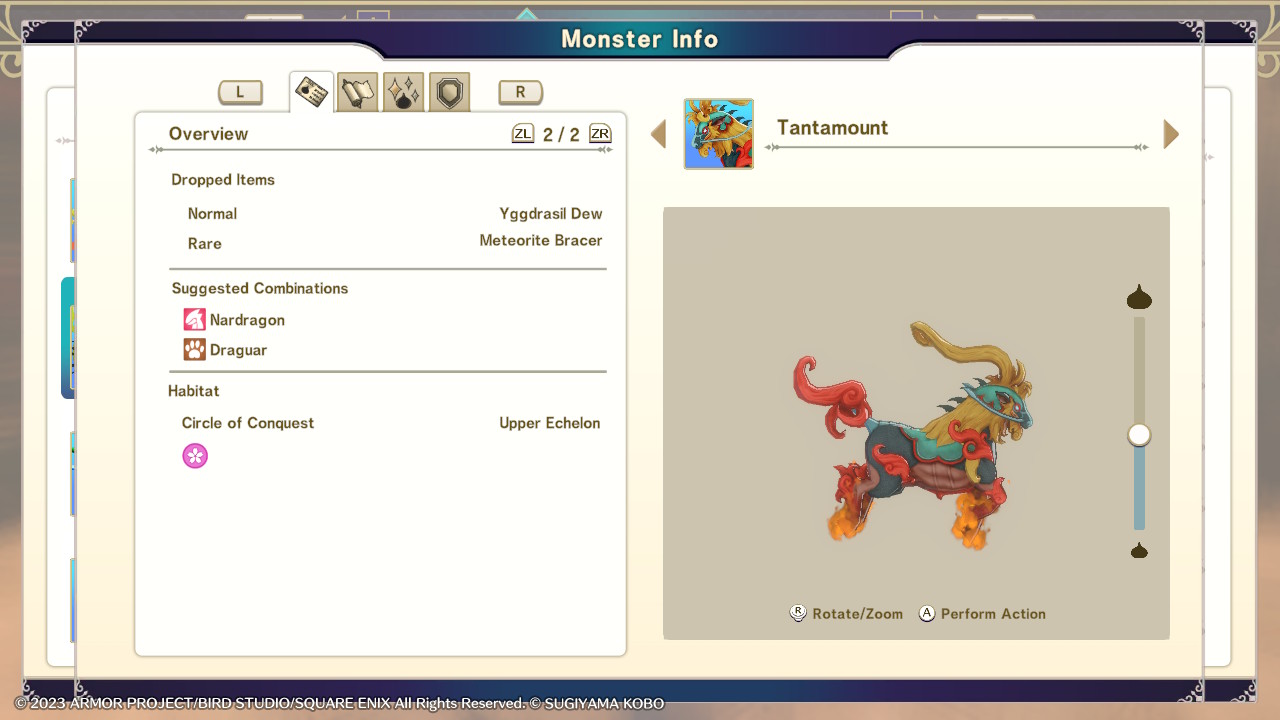 Monster Info
L
R
Overview
ZL 2 / 2 ZR
Tantamount
Dropped Items
Normal Yggdrasil Dew
Rare Meteorite Bracer
Suggested Combinations
Nardragon
Draguar
Habitat
Circle of Conquest Upper Echelon
R Rotate/Zoom A Perform Action
© 2023 ARMOR PROJECT/BIRD STUDIO/SQUARE ENIX All Rights Reserved. © SUGIYAMA KOBO